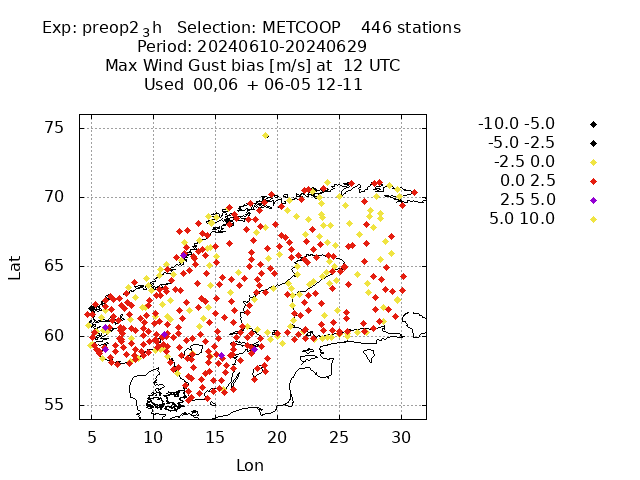 Exp: preop2₃h   Selection: METCOOP    446 stations
Period: 20240610-20240629
Max Wind Gust bias [m/s] at  12 UTC
Used  00,06  + 06-05 12-11
-10.0 -5.0
-5.0 -2.5
-2.5 0.0
0.0 2.5
2.5 5.0
5.0 10.0
75
70
65
60
55
Lat
5 10 15 20 25 30
Lon